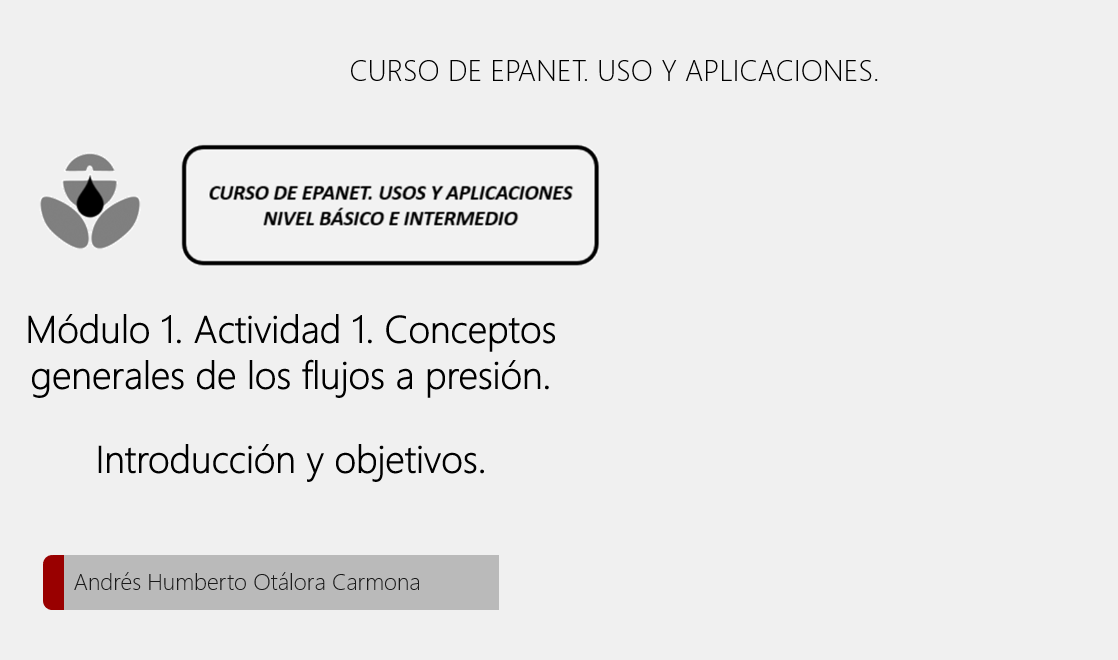 CURSO DE EPANET. USO Y APLICACIONES.
CURSO DE EPANET. USOS Y APLICACIONES
NIVEL BÁSICO E INTERMEDIO
Módulo 1. Actividad 1. Conceptos
generales de los flujos a presión.
Introducción y objetivos.
Andrés Humberto Otálora Carmona